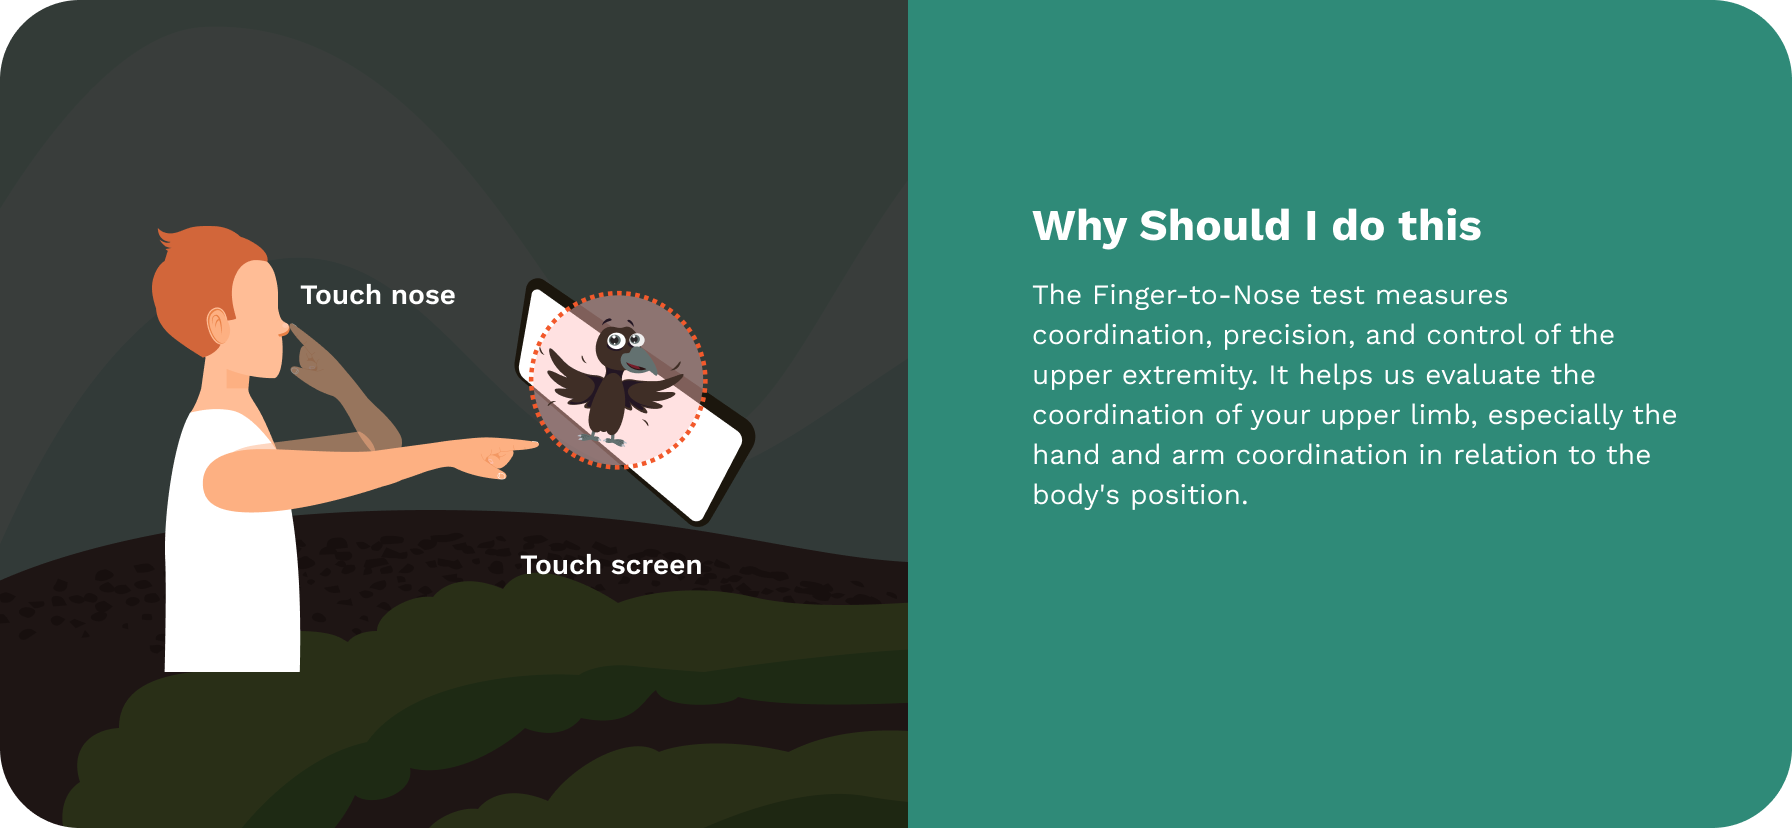 Touch nose
Touch screen
Why Should I do this
The Finger-to-Nose test measures
coordination, precision, and control of the
upper extremity. It helps us evaluate the
coordination of your upper limb, especially the
hand and arm coordination in relation to the
body's position.